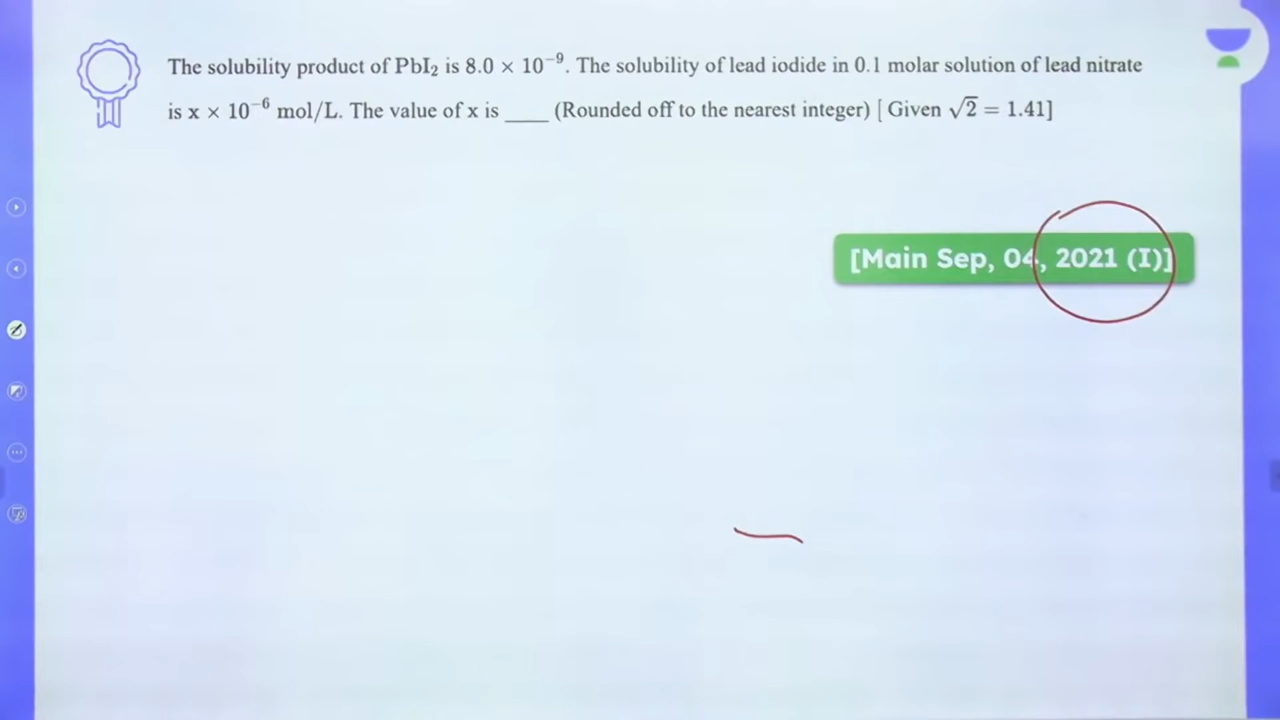 The solubility product of PbI₂ is 8.0 × 10⁻⁹. The solubility of lead iodide in 0.1 molar solution of lead nitrate
is x × 10⁻⁶ mol/L. The value of x is ____ (Rounded off to the nearest integer) [ Given √2 = 1.41]
[Main Sep, 04, 2021 (I)]